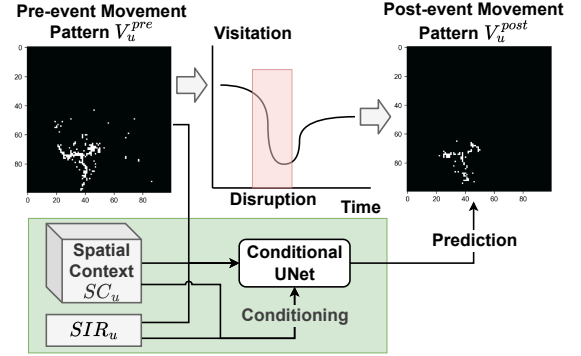 Pre-event Movement
Pattern $V_u^{pre}$
Visitation
Post-event Movement
Pattern $V_u^{post}$
0
20
40
60
80
0 20 40 60 80
Disruption
Time
0
20
40
60
80
0 20 40 60 80
Spatial
Context
$SC_u$
$SIR_u$
Conditional
UNet
Conditioning
Prediction